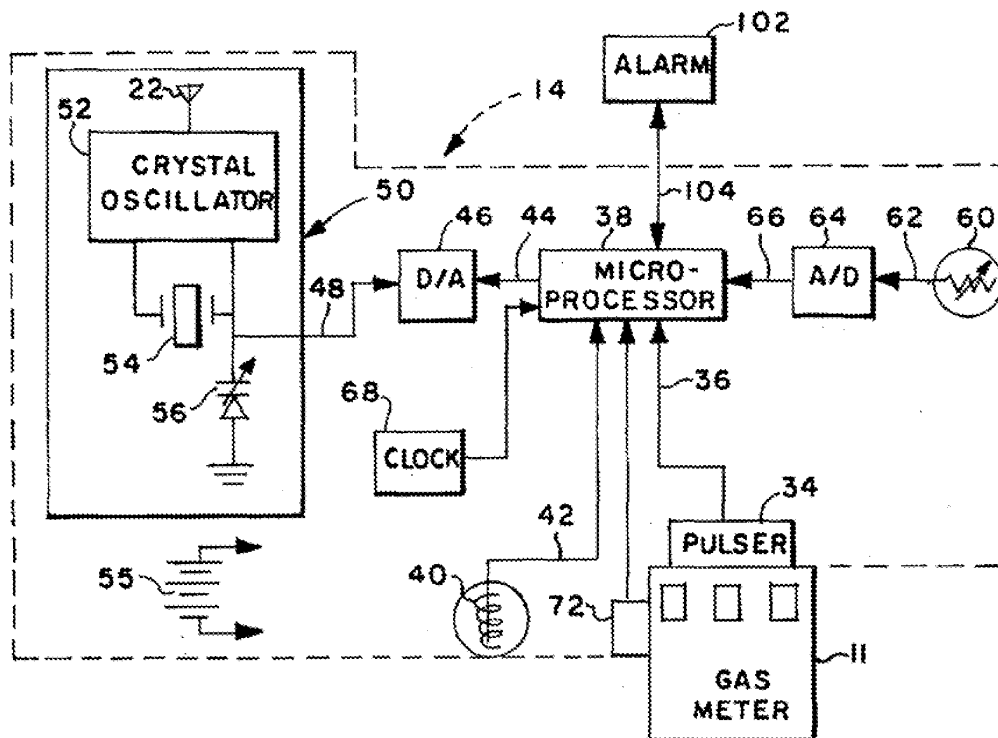 102
ALARM
22
14
52
CRYSTAL
OSCILLATOR
50
104
46
44
38
66
64
62
60
D/A
MICRO-
PROCESSOR
A/D
48
54
56
68
CLOCK
36
34
42
PULSER
55
40
72
11
GAS
METER